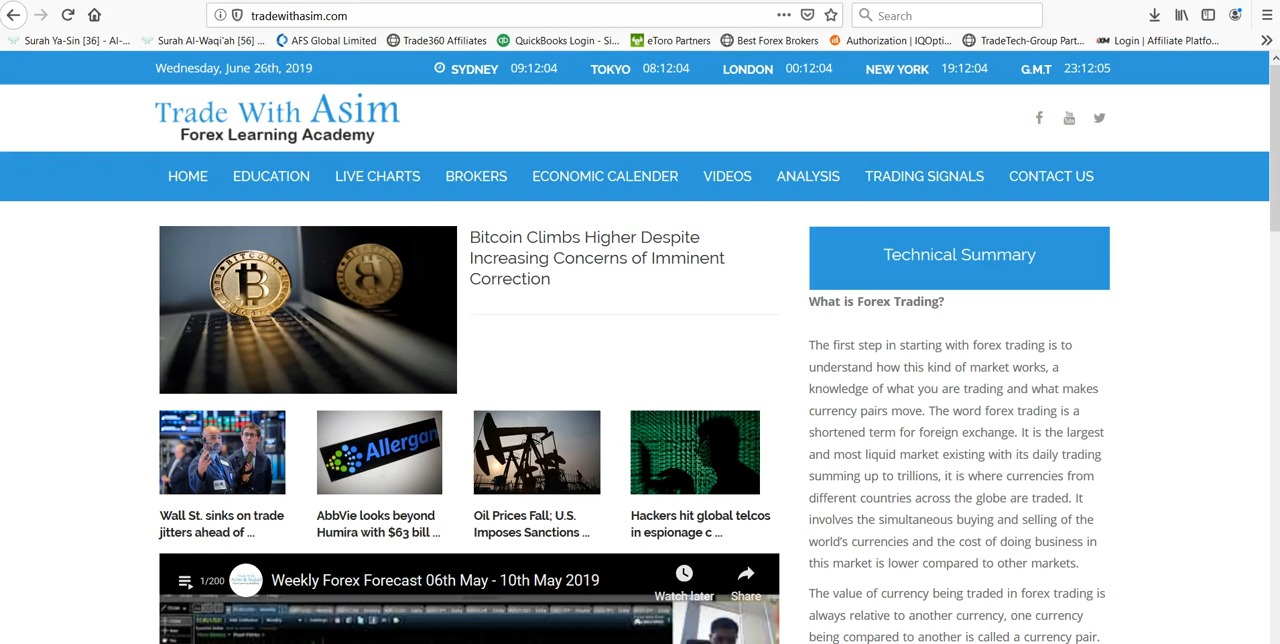 tradewithasim.com
Search
Surah Ya-Sin [36] - Al-...
Surah Al-Waqi'ah [56] ...
AFS Global Limited
Trade360 Affiliates
QuickBooks Login - Si...
eToro Partners
Best Forex Brokers
Authorization | IQOpti...
TradeTech-Group Part...
Login | Affiliate Platfo...
Wednesday, June 26th, 2019
SYDNEY 09:12:04
TOKYO 08:12:04
LONDON 00:12:04
NEW YORK 19:12:04
G.M.T 23:12:05
Trade With Asim
Forex Learning Academy
HOME
EDUCATION
LIVE CHARTS
BROKERS
ECONOMIC CALENDER
VIDEOS
ANALYSIS
TRADING SIGNALS
CONTACT US
Bitcoin Climbs Higher Despite
Increasing Concerns of Imminent
Correction
Allergan
Wall St. sinks on trade
jitters ahead of ...
AbbVie looks beyond
Humira with $63 bill ...
Oil Prices Fall; U.S.
Imposes Sanctions ...
Hackers hit global telcos
in espionage c ...
1/200
Weekly Forex Forecast 06th May - 10th May 2019
Watch later
Share
Technical Summary
What is Forex Trading?
The first step in starting with forex trading is to
understand how this kind of market works, a
knowledge of what you are trading and what makes
currency pairs move. The word forex trading is a
shortened term for foreign exchange. It is the largest
and most liquid market existing with its daily trading
summing up to trillions, it is where currencies from
different countries across the globe are traded. It
involves the simultaneous buying and selling of the
world's currencies and the cost of doing business in
this market is lower compared to other markets.
The value of currency being traded in forex trading is
always relative to another currency, one currency
being compared to another is called a currency pair.